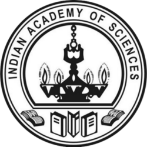 INDIAN ACADEMY OF SCIENCES